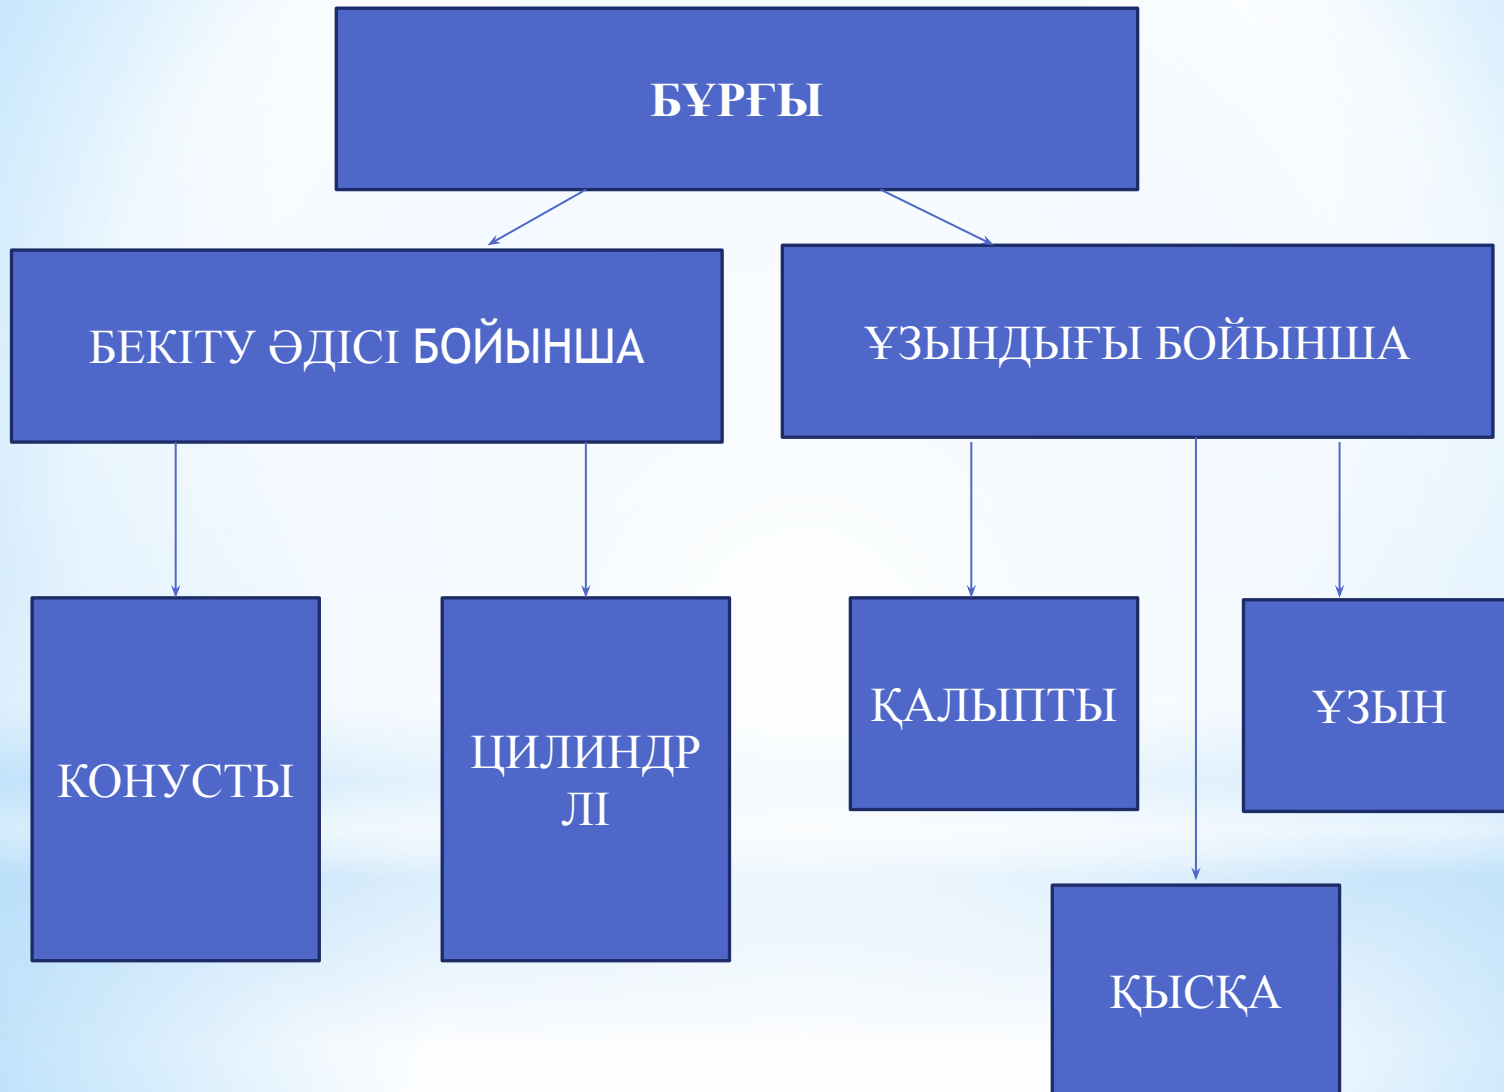 БҰРҒЫ
БЕКІТУ ӘДІСІ БОЙЫНША
ҰЗЫНДЫҒЫ БОЙЫНША
КОНУСТЫ
ЦИЛИНДР
ЛІ
ҚАЛЫПТЫ
ҰЗЫН
ҚЫСҚА